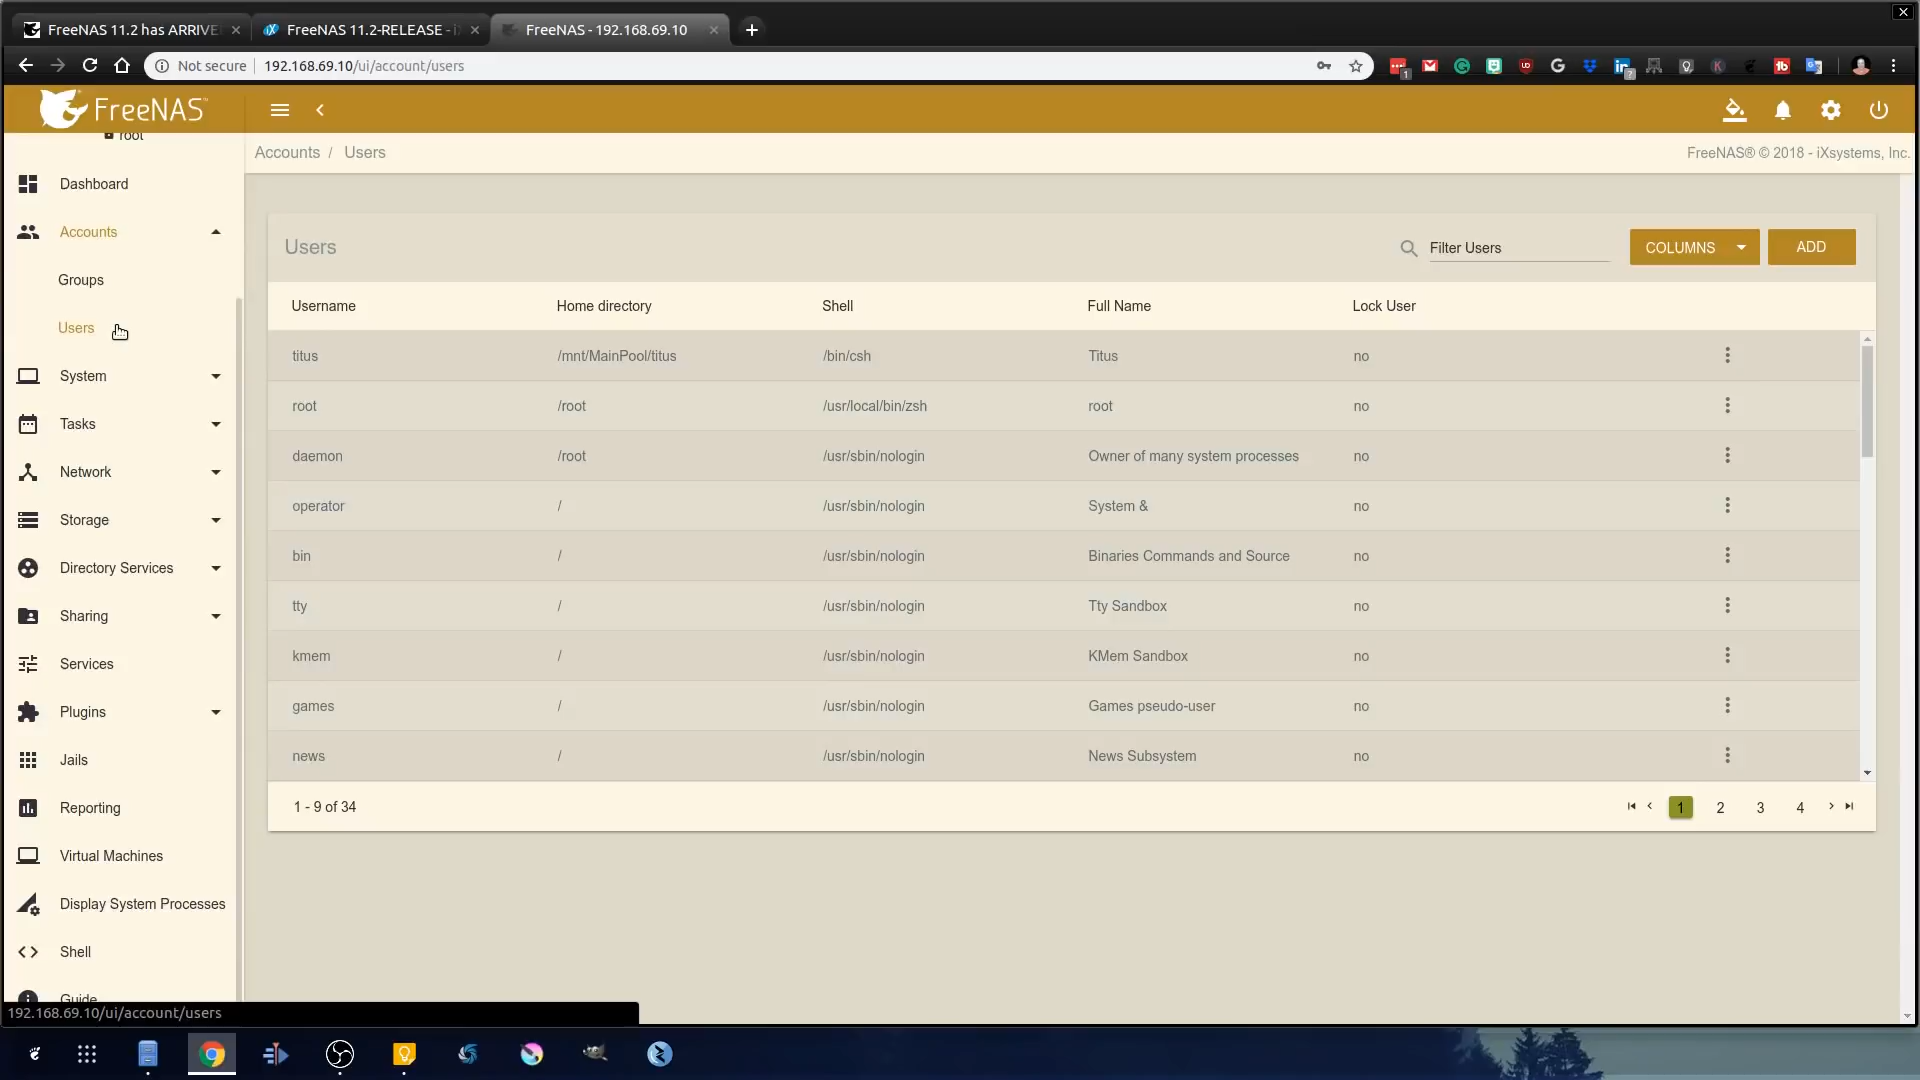 FreeNAS 11.2 has ARRIVE
FreeNAS 11.2-RELEASE - i
FreeNAS - 192.168.69.10
Not secure
192.168.69.10/ui/account/users
FreeNAS
root
Dashboard
Accounts
Groups
Users
System
Tasks
Network
Storage
Directory Services
Sharing
Services
Plugins
Jails
Reporting
Virtual Machines
Display System Processes
Shell
Guide
Accounts / Users
FreeNAS® © 2018 - iXsystems, Inc.
Users
Filter Users
COLUMNS
ADD
Username Home directory Shell Full Name Lock User
titus /mnt/MainPool/titus /bin/csh Titus no
root /root /usr/local/bin/zsh root no
daemon /root /usr/sbin/nologin Owner of many system processes no
operator / /usr/sbin/nologin System & no
bin / /usr/sbin/nologin Binaries Commands and Source no
tty / /usr/sbin/nologin Tty Sandbox no
kmem / /usr/sbin/nologin KMem Sandbox no
games / /usr/sbin/nologin Games pseudo-user no
news / /usr/sbin/nologin News Subsystem no
1 - 9 of 34
1 2 3 4
192.168.69.10/ui/account/users